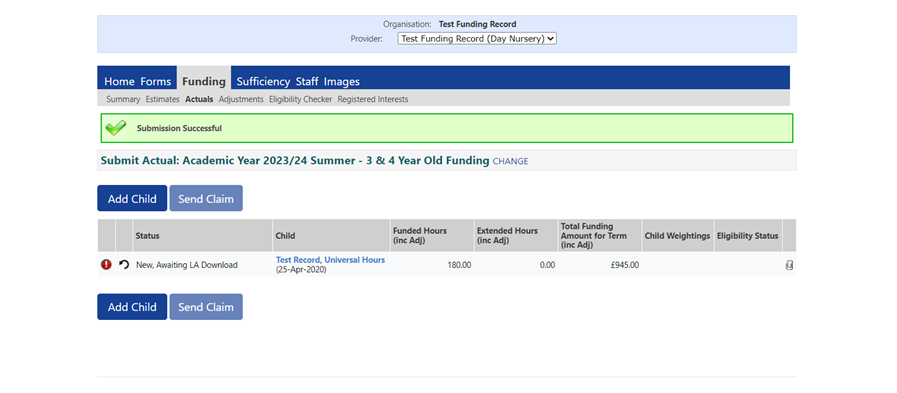 Organisation: Test Funding Record
Provider: Test Funding Record (Day Nursery)
Home Forms Funding Sufficiency Staff Images
Summary Estimates Actuals Adjustments Eligibility Checker Registered Interests
Submission Successful
Submit Actual: Academic Year 2023/24 Summer - 3 & 4 Year Old Funding CHANGE
Add Child Send Claim
Status Child Funded Hours (inc Adj) Extended Hours (inc Adj) Total Funding Amount for Term (inc Adj) Child Weightings Eligibility Status
New, Awaiting LA Download Test Record, Universal Hours 180.00 0.00 £945.00
(25-Apr-2020)
Add Child Send Claim